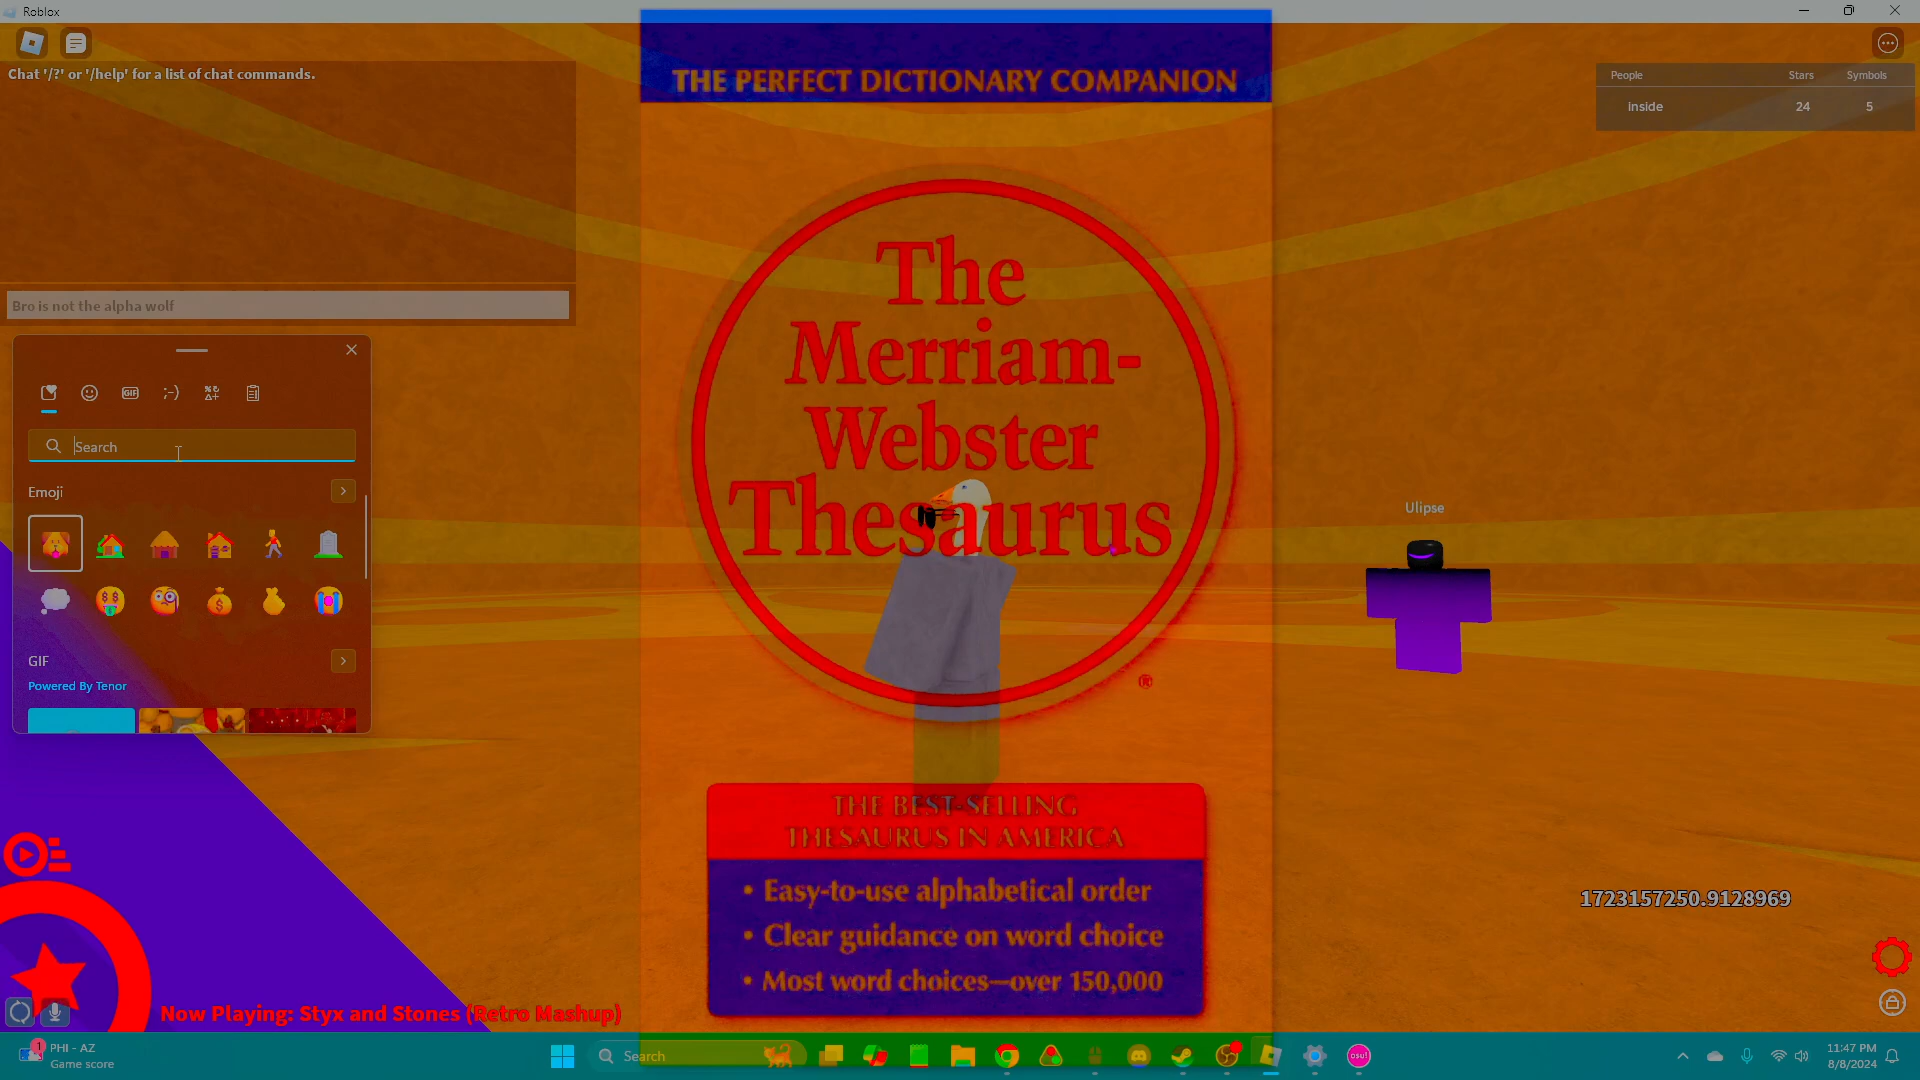 Roblox
Chat '/?' or '/help' for a list of chat commands.
Bro is not the alpha wolf
GIF
;-)
Search
Emoji
GIF
Powered By Tenor
THE PERFECT DICTIONARY COMPANION
The
Merriam-
Webster
Thesaurus
®
THE BEST-SELLING
THESAURUS IN AMERICA
• Easy-to-use alphabetical order
• Clear guidance on word choice
• Most word choices—over 150,000
People Stars Symbols
inside 24 5
Ulipse
1723157250.9128969
Now Playing: Styx and Stones (Retro Mashup)
1
PHI - AZ
Game score
Search
osu!
11:47 PM
8/8/2024